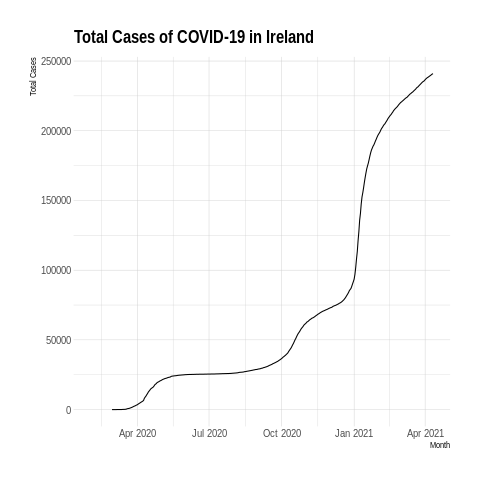 Total Cases of COVID-19 in Ireland
Total Cases
250000
200000
150000
100000
50000
0
Apr 2020 Jul 2020 Oct 2020 Jan 2021 Apr 2021
Month